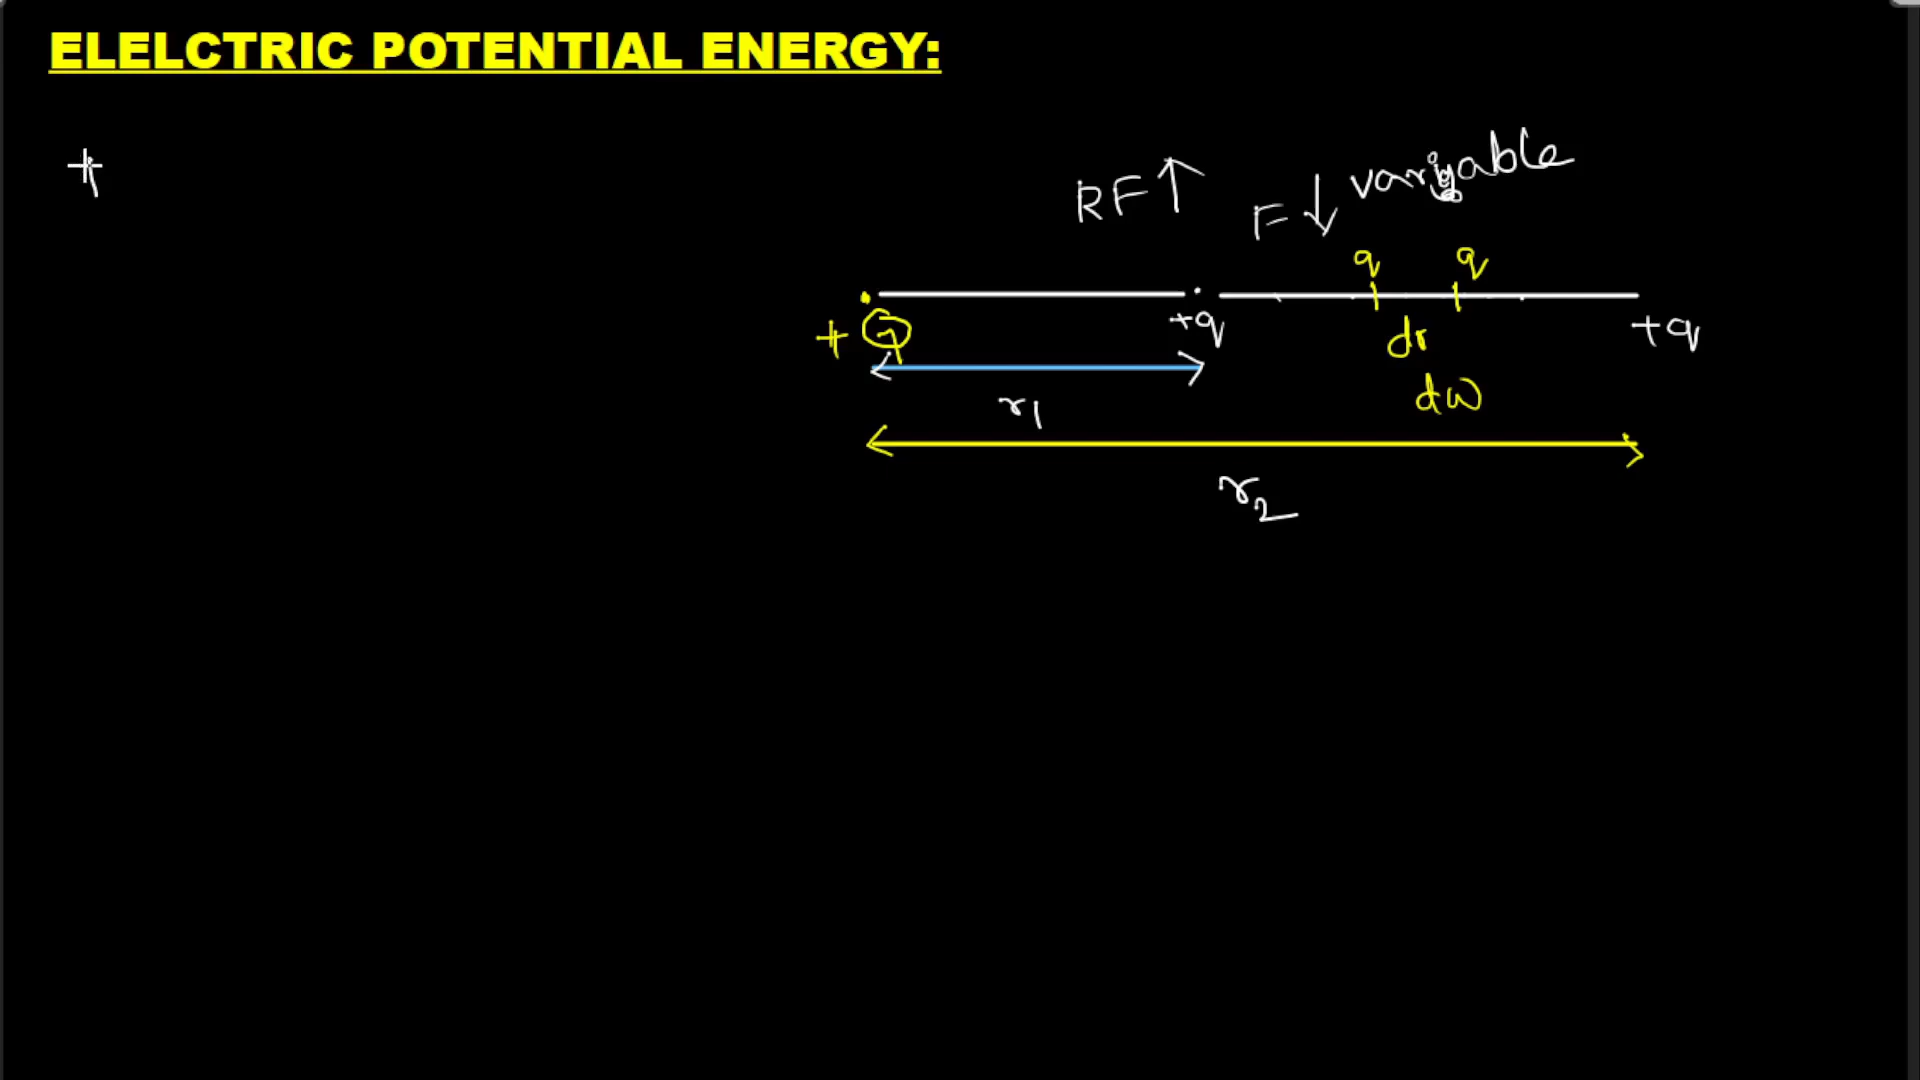 ELELCTRIC POTENTIAL ENERGY:
+
RF↑ F↓ variable
q q
+ Q +q +q
dr
r1 dw
r2